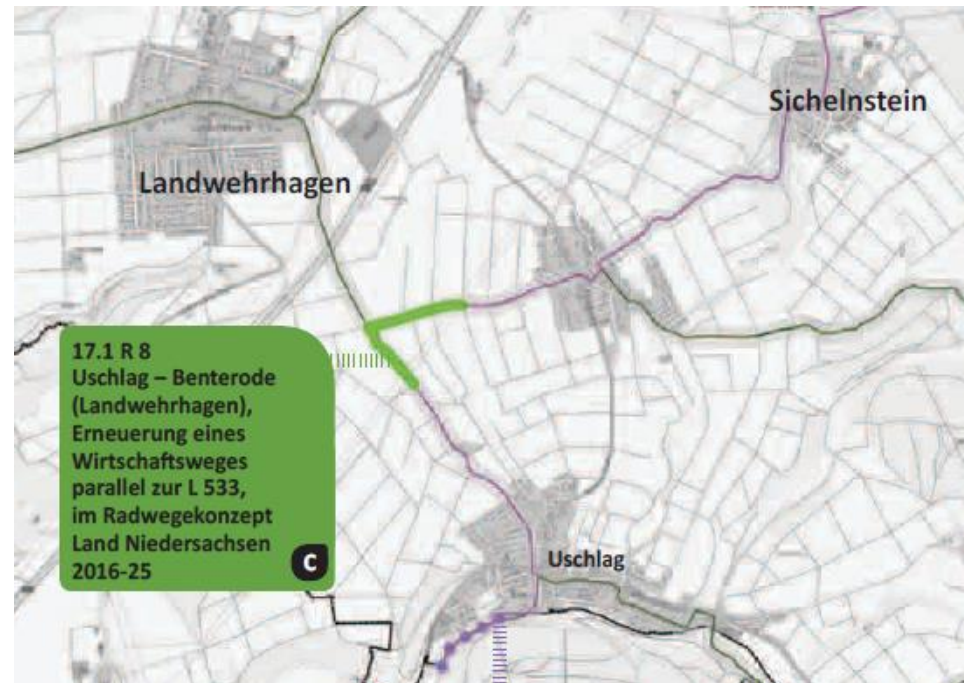 Sichelnstein
Landwehrhagen
17.1 R 8
Uschlag – Benterode
(Landwehrhagen),
Erneuerung eines
Wirtschaftsweges
parallel zur L 533,
im Radwegekonzept
Land Niedersachsen
2016-25
C
Uschlag